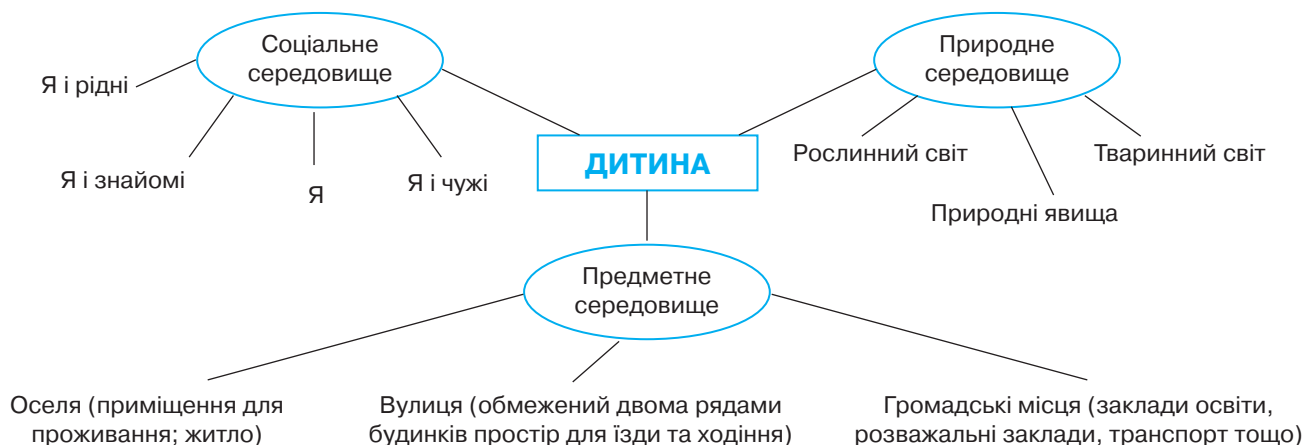 Соціальне
середовище
Я і рідні
Я і знайомі
Я
Я і чужі
ДИТИНА
Природне
середовище
Рослинний світ
Природні явища
Тваринний світ
Предметне
середовище
Оселя (приміщення для
проживання; житло)
Вулиця (обмежений двома рядами
будинків простір для їзди та ходіння)
Громадські місця (заклади освіти,
розважальні заклади, транспорт тощо)